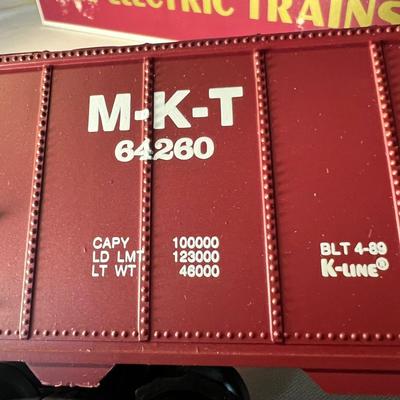 ELECTRIC TRAINS
M-K-T
64260
CAPY 100000
LD LMT 123000
LT WT 46000
BLT 4-89
K-LINE®